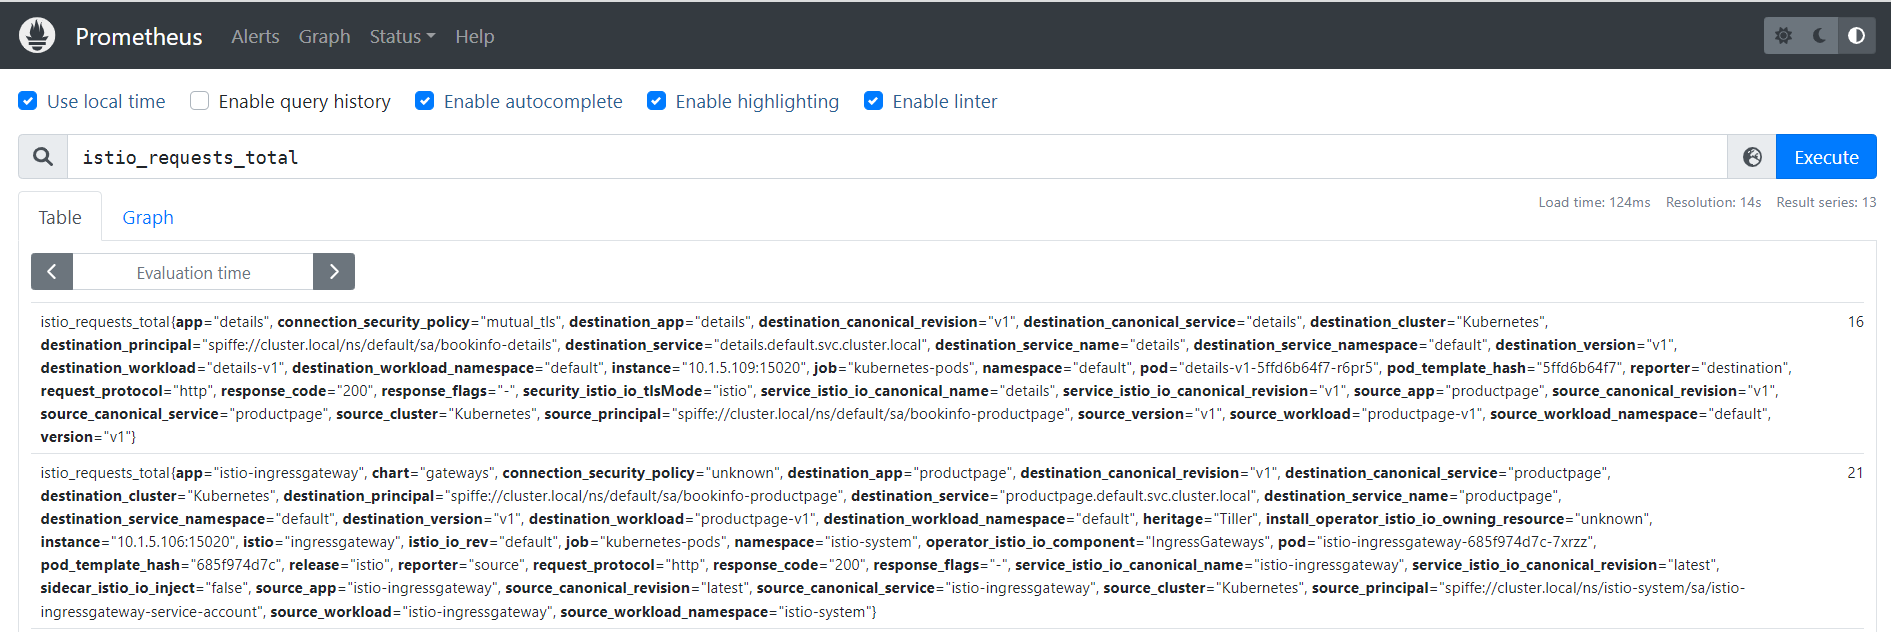 Prometheus Alerts Graph Status Help
Use local time Enable query history Enable autocomplete Enable highlighting Enable linter
istio_requests_total Execute
Table Graph Load time: 124ms Resolution: 14s Result series: 13
Evaluation time
istio_requests_total{app="details", connection_security_policy="mutual_tls", destination_app="details", destination_canonical_revision="v1", destination_canonical_service="details", destination_cluster="Kubernetes", 16
destination_principal="spiffe://cluster.local/ns/default/sa/bookinfo-details", destination_service="details.default.svc.cluster.local", destination_service_name="details", destination_service_namespace="default", destination_version="v1",
destination_workload="details-v1", destination_workload_namespace="default", instance="10.1.5.109:15020", job="kubernetes-pods", namespace="default", pod="details-v1-5ffd6b64f7-r6pr5", pod_template_hash="5ffd6b64f7", reporter="destination",
request_protocol="http", response_code="200", response_flags="-", security_istio_io_tlsMode="istio", service_istio_io_canonical_name="details", service_istio_io_canonical_revision="v1", source_app="productpage", source_canonical_revision="v1",
source_canonical_service="productpage", source_cluster="Kubernetes", source_principal="spiffe://cluster.local/ns/default/sa/bookinfo-productpage", source_version="v1", source_workload="productpage-v1", source_workload_namespace="default",
version="v1"}
istio_requests_total{app="istio-ingressgateway", chart="gateways", connection_security_policy="unknown", destination_app="productpage", destination_canonical_revision="v1", destination_canonical_service="productpage", 21
destination_cluster="Kubernetes", destination_principal="spiffe://cluster.local/ns/default/sa/bookinfo-productpage", destination_service="productpage.default.svc.cluster.local", destination_service_name="productpage",
destination_service_namespace="default", destination_version="v1", destination_workload="productpage-v1", destination_workload_namespace="default", heritage="Tiller", install_operator_istio_io_owning_resource="unknown",
instance="10.1.5.106:15020", istio="ingressgateway", istio_io_rev="default", job="kubernetes-pods", namespace="istio-system", operator_istio_io_component="IngressGateways", pod="istio-ingressgateway-685f974d7c-7xrzz",
pod_template_hash="685f974d7c", release="istio", reporter="source", request_protocol="http", response_code="200", response_flags="-", service_istio_io_canonical_name="istio-ingressgateway", service_istio_io_canonical_revision="latest",
sidecar_istio_io_inject="false", source_app="istio-ingressgateway", source_canonical_revision="latest", source_canonical_service="istio-ingressgateway", source_cluster="Kubernetes", source_principal="spiffe://cluster.local/ns/istio-system/sa/istio-
ingressgateway-service-account", source_workload="istio-ingressgateway", source_workload_namespace="istio-system"}